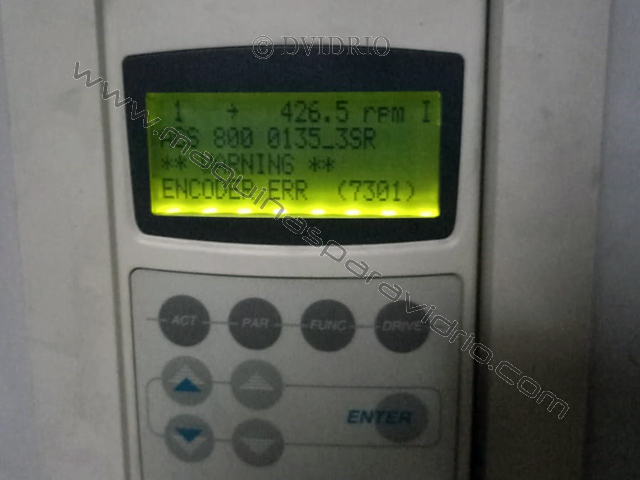 © DVIDRIO
www.maquinasparavidrio.com
1 → 426.5 rpm I
ACS 800 0135_3SR
** WARNING **
ENCODER ERR (7301)
ACT PAR FUNC DRIVE
ENTER